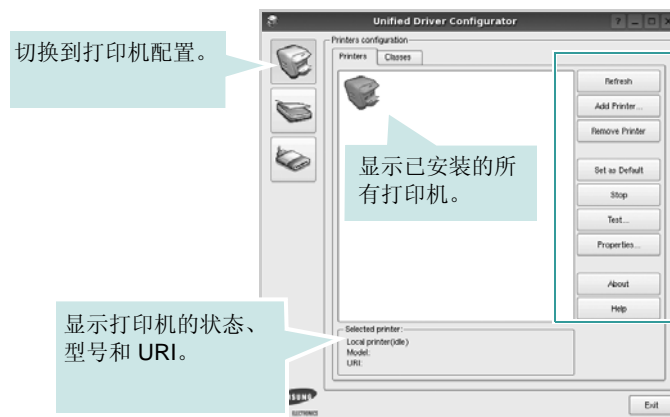 Unified Driver Configurator
切换到打印机配置。
Printers configuration
Printers
Classes
Refresh
Add Printer...
Remove Printer
Set as Default
Stop
Test...
Properties...
About
Help
显示已安装的所
有打印机。
显示打印机的状态、
型号和 URI。
Selected printer:
Local printer(idle)
Model:
URI:
ELECTRONICS
Exit